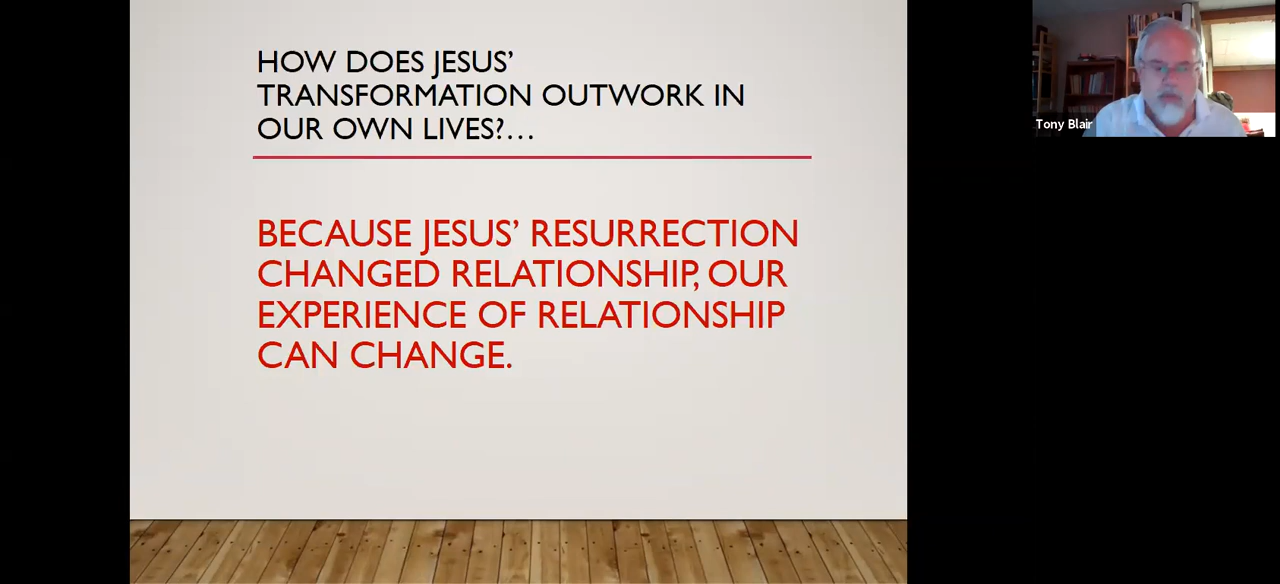 HOW DOES JESUS’
TRANSFORMATION OUTWORK IN
OUR OWN LIVES?...
BECAUSE JESUS’ RESURRECTION
CHANGED RELATIONSHIP, OUR
EXPERIENCE OF RELATIONSHIP
CAN CHANGE.
Tony Blair